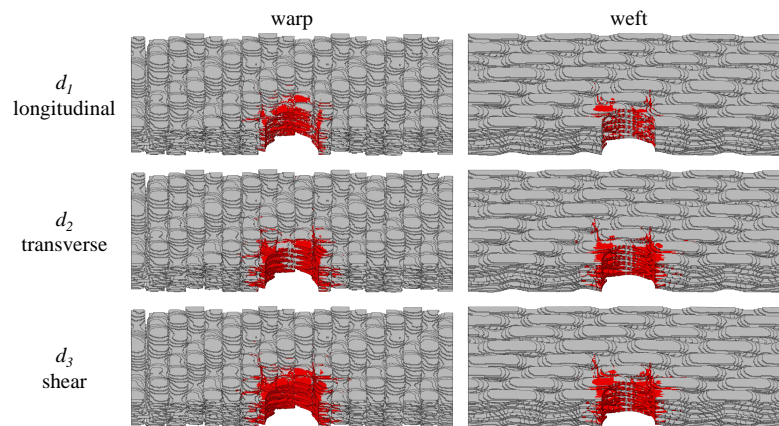 warp
weft
d1
longitudinal
d2
transverse
d3
shear